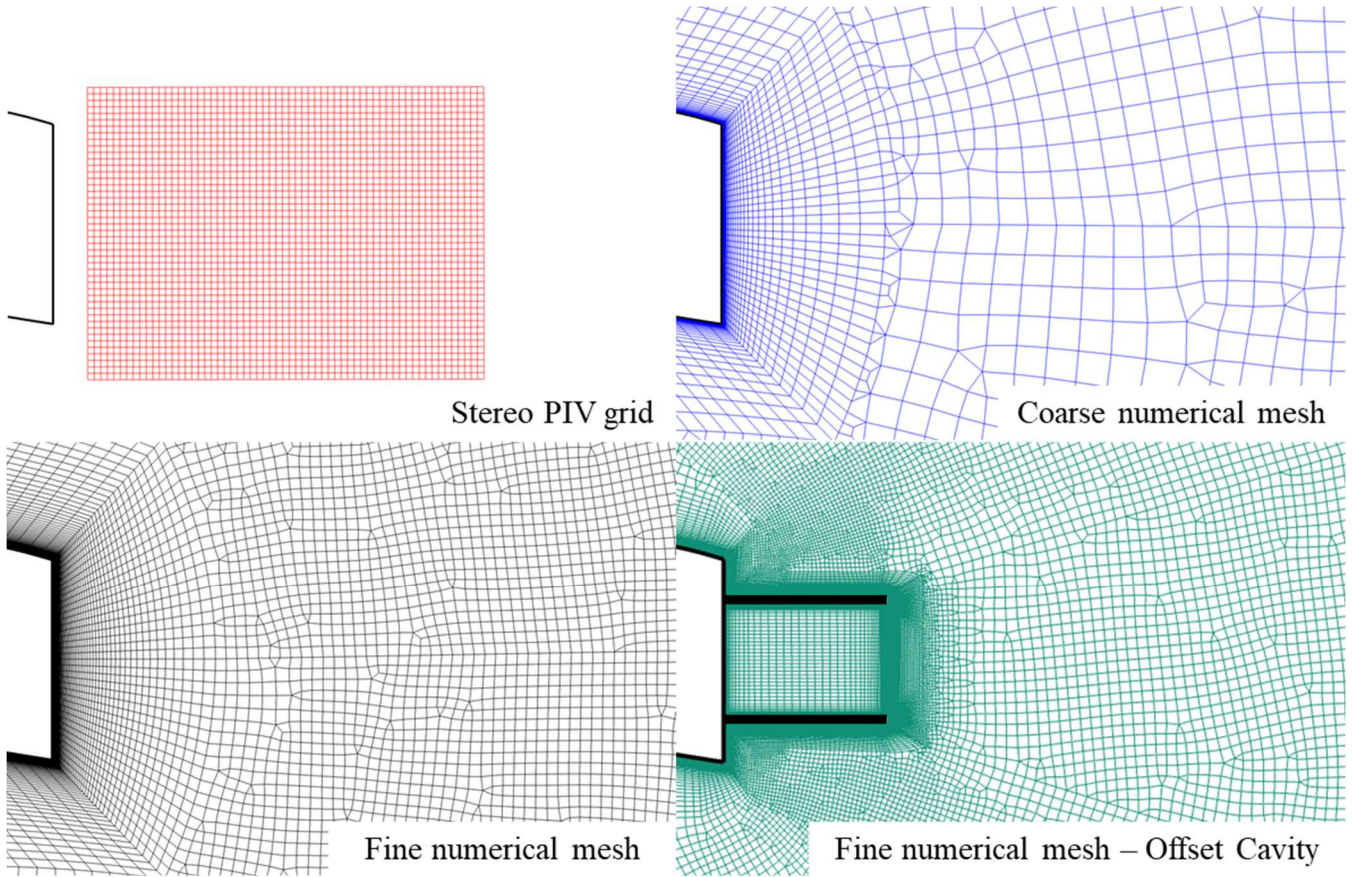 Stereo PIV grid
Coarse numerical mesh
Fine numerical mesh
Fine numerical mesh – Offset Cavity